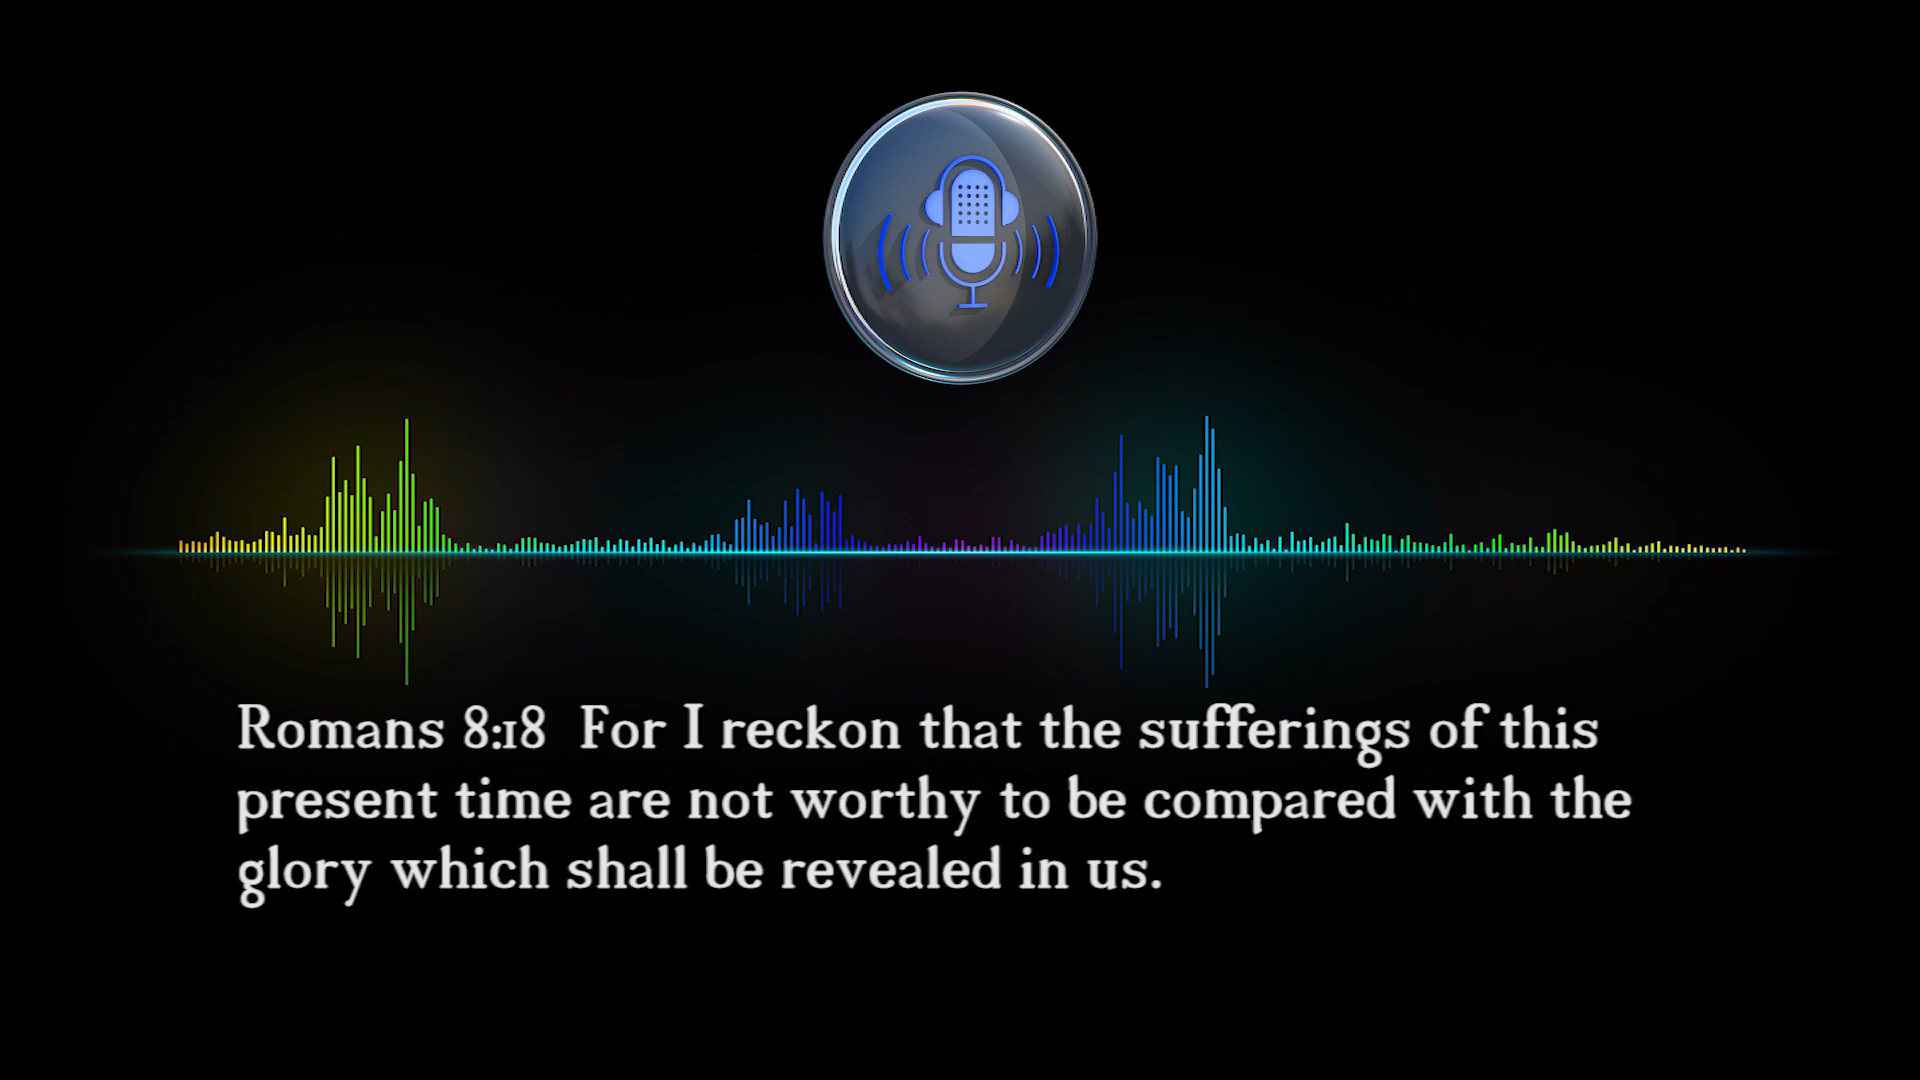 Romans 8:18  For I reckon that the sufferings of this
present time are not worthy to be compared with the
glory which shall be revealed in us.